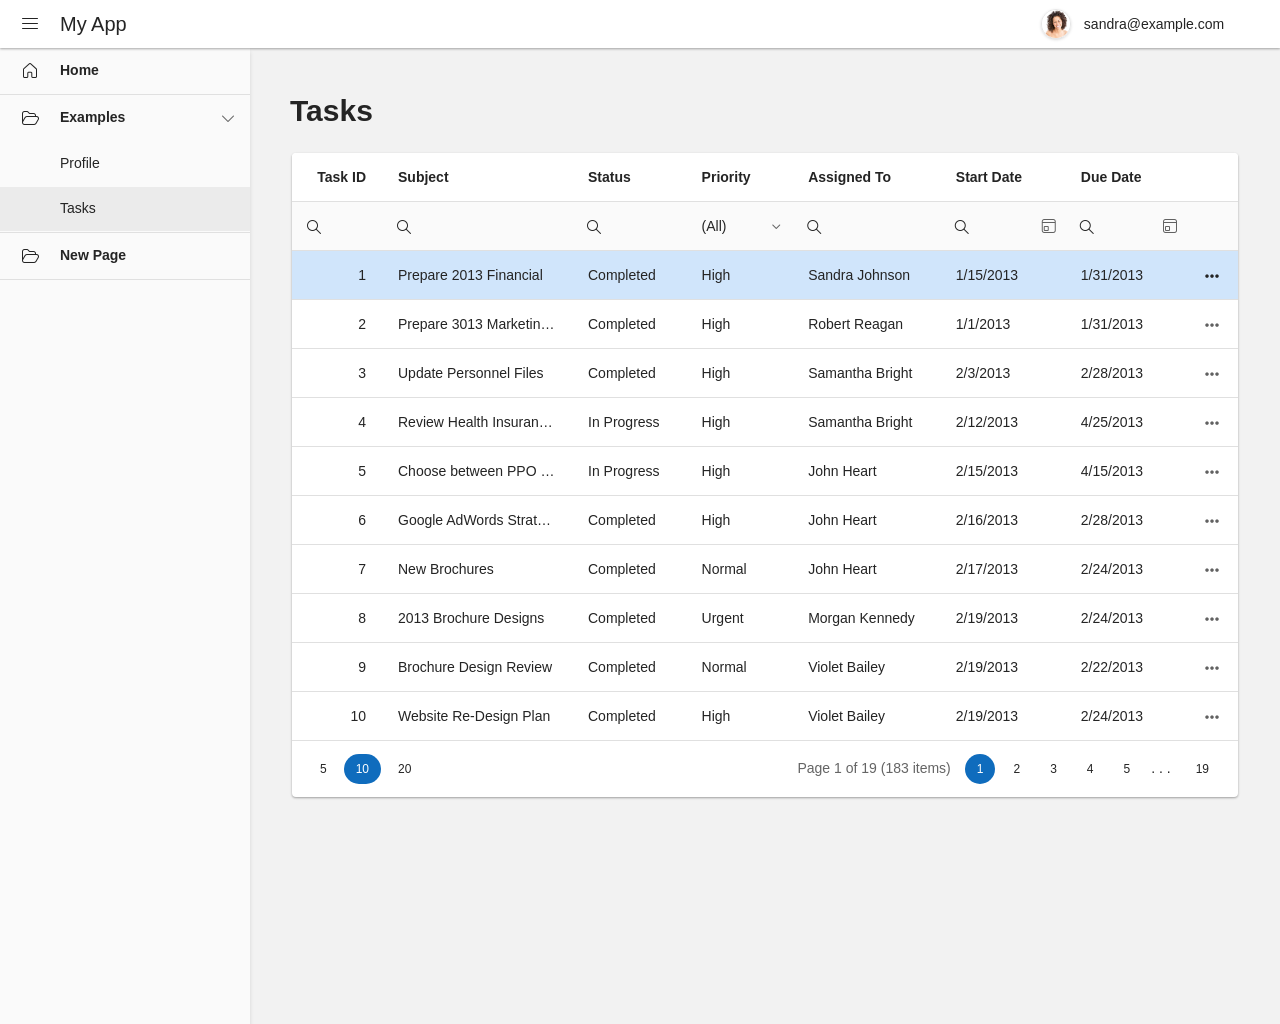 My App
sandra@example.com
Home
Examples
Profile
Tasks
New Page
Tasks
Task ID Subject Status Priority Assigned To Start Date Due Date
(All)
1 Prepare 2013 Financial Completed High Sandra Johnson 1/15/2013 1/31/2013
2 Prepare 3013 Marketin… Completed High Robert Reagan 1/1/2013 1/31/2013
3 Update Personnel Files Completed High Samantha Bright 2/3/2013 2/28/2013
4 Review Health Insuran… In Progress High Samantha Bright 2/12/2013 4/25/2013
5 Choose between PPO … In Progress High John Heart 2/15/2013 4/15/2013
6 Google AdWords Strat… Completed High John Heart 2/16/2013 2/28/2013
7 New Brochures Completed Normal John Heart 2/17/2013 2/24/2013
8 2013 Brochure Designs Completed Urgent Morgan Kennedy 2/19/2013 2/24/2013
9 Brochure Design Review Completed Normal Violet Bailey 2/19/2013 2/22/2013
10 Website Re-Design Plan Completed High Violet Bailey 2/19/2013 2/24/2013
5 10 20 Page 1 of 19 (183 items) 1 2 3 4 5 . . . 19